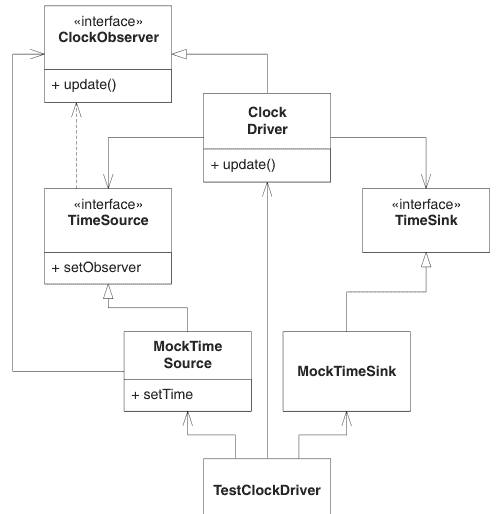 «interface»
ClockObserver
+ update()
Clock
Driver
+ update()
«interface»
TimeSource
+ setObserver
«interface»
TimeSink
MockTime
Source
+ setTime
MockTimeSink
TestClockDriver